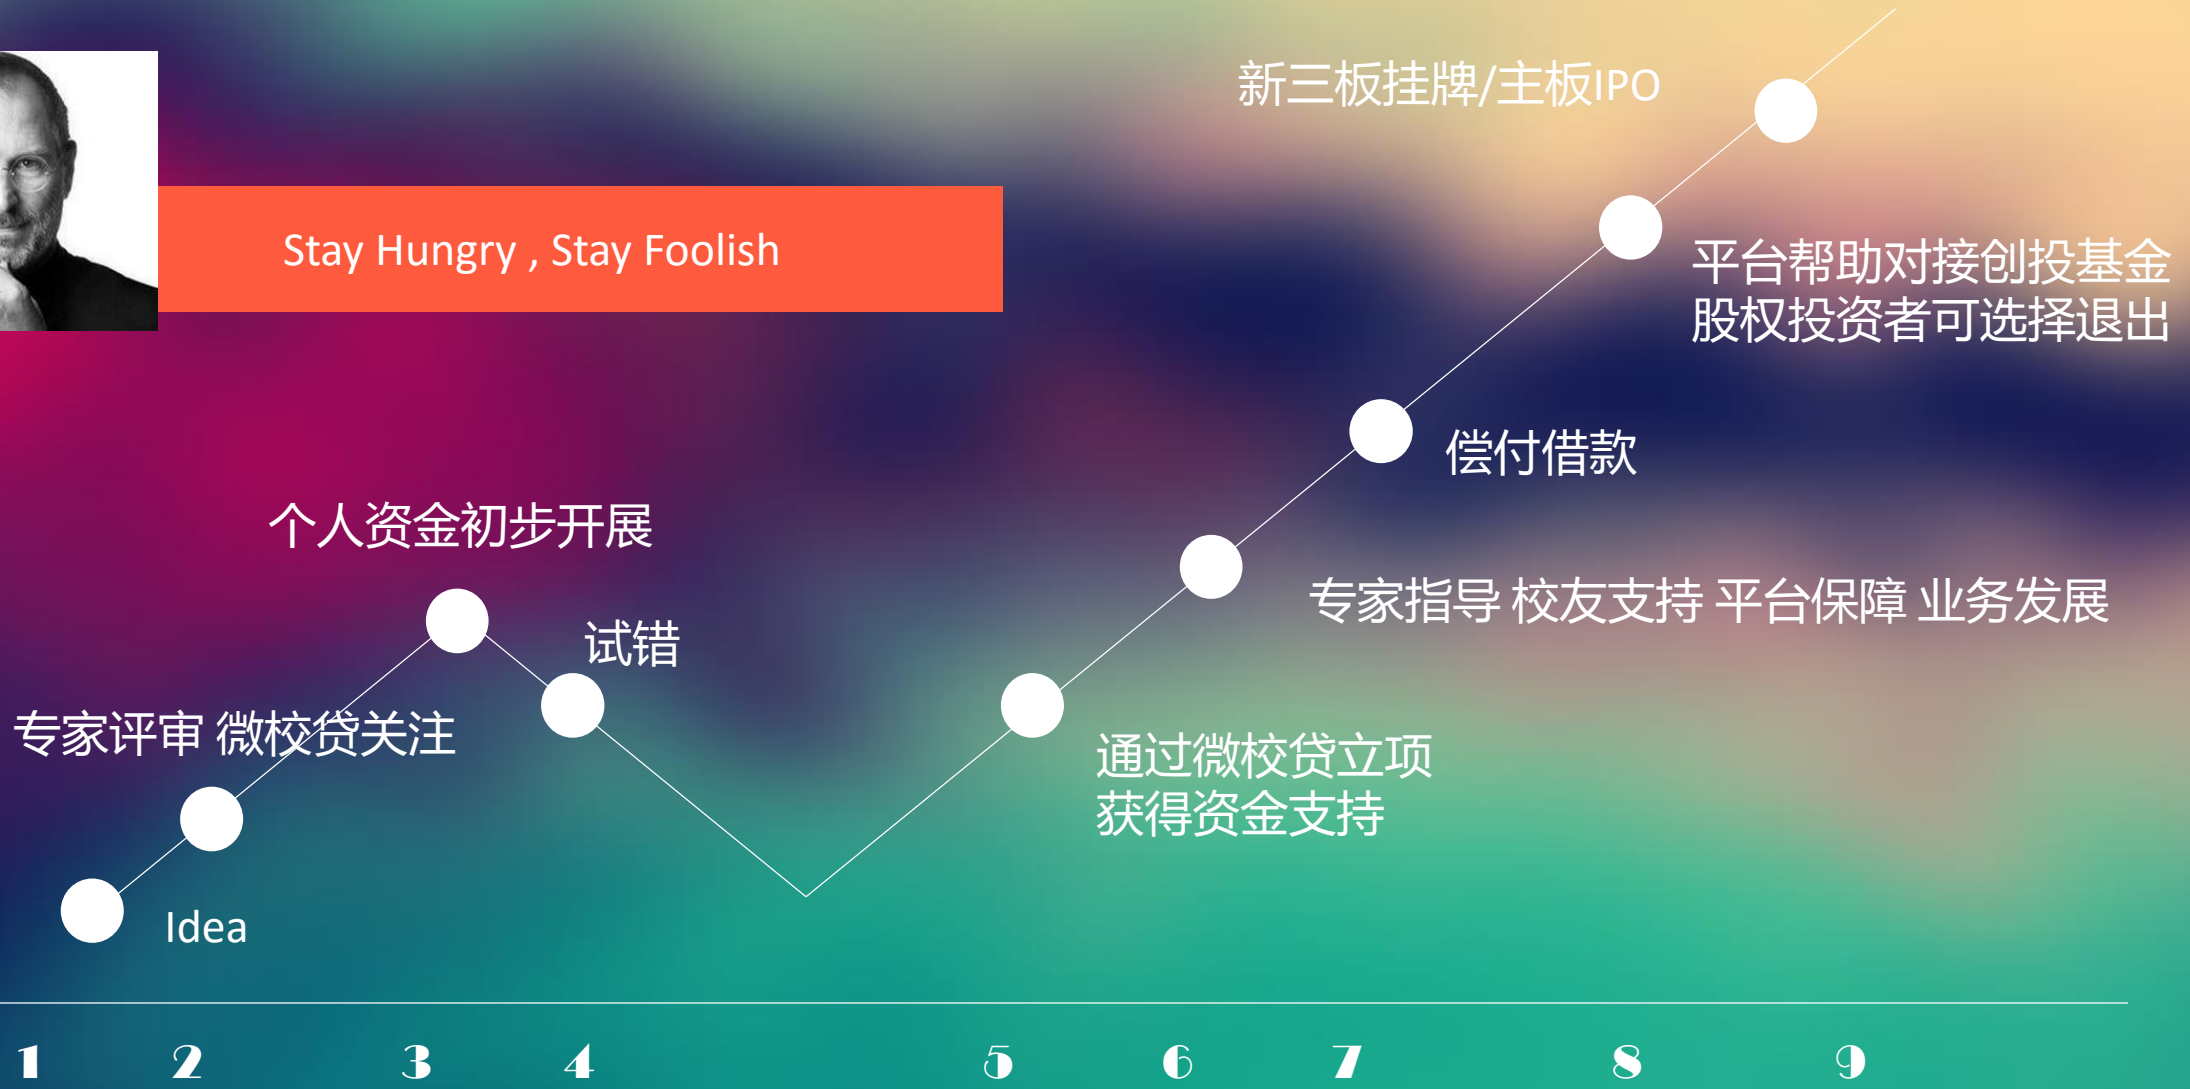 新三板挂牌/主板IPO
Stay Hungry , Stay Foolish
平台帮助对接创投基金
股权投资者可选择退出
偿付借款
个人资金初步开展
专家指导 校友支持 平台保障 业务发展
试错
专家评审 微校贷关注
通过微校贷立项
获得资金支持
Idea
1 2 3 4 5 6 7 8 9